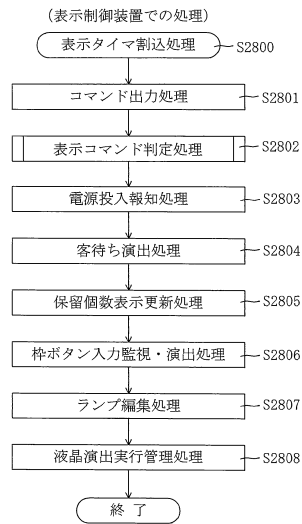 (表示制御装置での処理)
表示タイマ割込処理 S2800
コマンド出力処理 S2801
表示コマンド判定処理 S2802
電源投入報知処理 S2803
客待ち演出処理 S2804
保留個数表示更新処理 S2805
枠ボタン入力監視・演出処理 S2806
ランプ編集処理 S2807
液晶演出実行管理処理 S2808
終 了